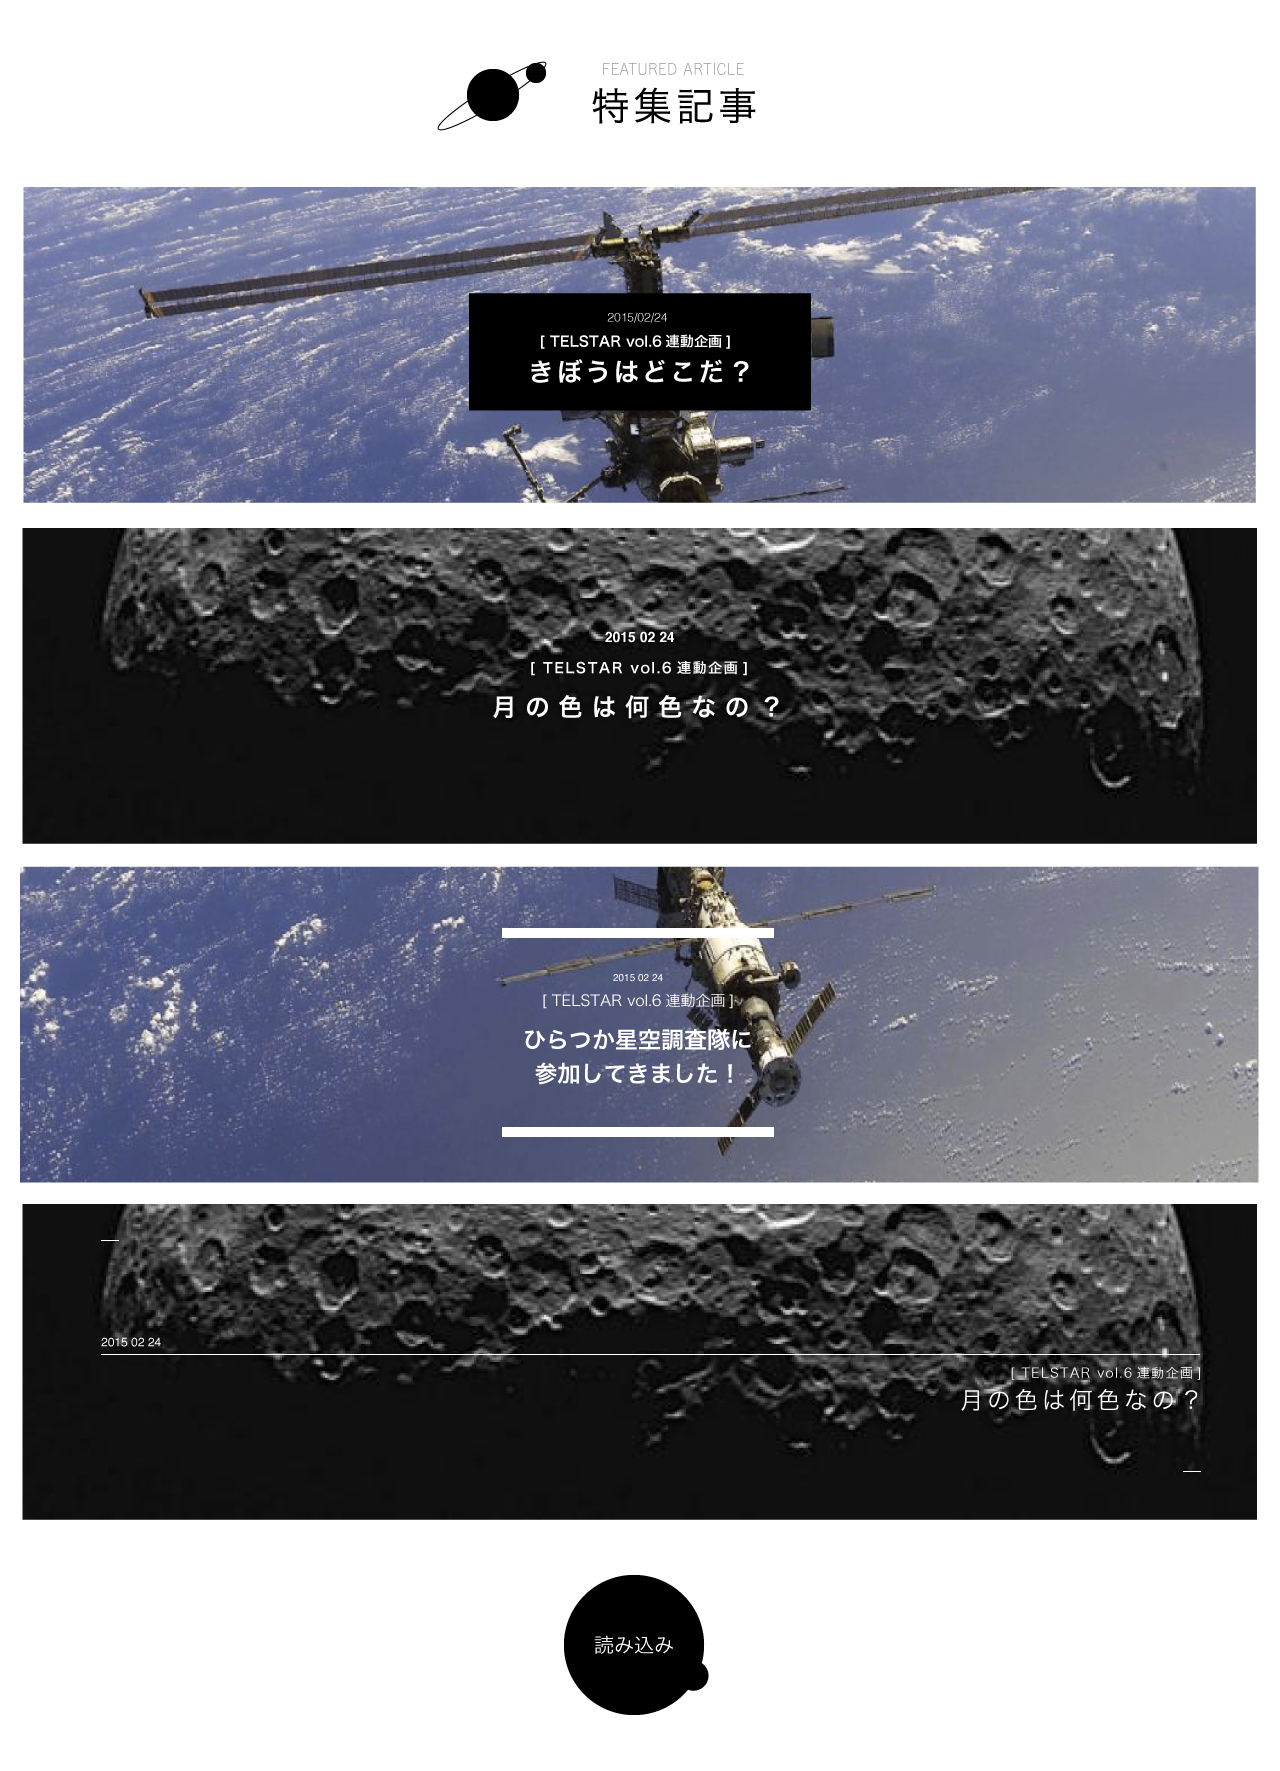 FEATURED ARTICLE
特集記事
2015/02/24
[ TELSTAR vol.6 連動企画 ]
きぼうはどこだ？
2015 02 24
[ TELSTAR vol.6 連動企画 ]
月の色は何色なの？
2015 02 24
[ TELSTAR vol.6 連動企画 ]
ひらつか星空調査隊に
参加してきました！
2015 02 24
[ TELSTAR vol.6 連動企画 ]
月の色は何色なの？
読み込み